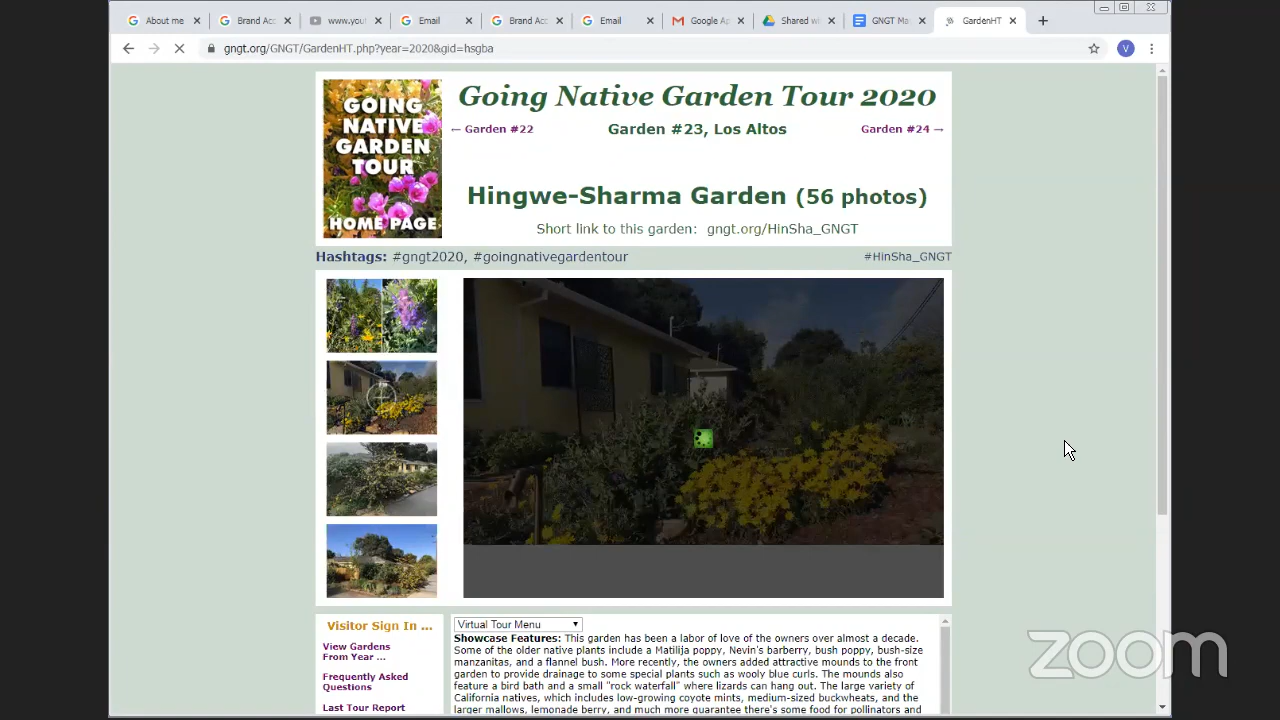 About me
Brand Acc
www.you
Email
Brand Acc
Email
Google Ap
Shared wi
GNGT Ma
GardenHT
gngt.org/GNGT/GardenHT.php?year=2020&gid=hsgba
V
GOING
NATIVE
GARDEN
TOUR
HOME PAGE
Going Native Garden Tour 2020
← Garden #22
Garden #23, Los Altos
Garden #24 →
Hingwe-Sharma Garden (56 photos)
Short link to this garden: gngt.org/HinSha_GNGT
Hashtags: #gngt2020, #goingnativegardentour
#HinSha_GNGT
Visitor Sign In ...
View Gardens
From Year ...
Frequently Asked
Questions
Last Tour Report
Virtual Tour Menu
Showcase Features: This garden has been a labor of love of the owners over almost a decade.
Some of the older native plants include a Matilija poppy, Nevin's barberry, bush poppy, bush-size
manzanitas, and a flannel bush. More recently, the owners added attractive mounds to the front
garden to provide drainage to some special plants such as wooly blue curls. The mounds also
feature a bird bath and a small "rock waterfall" where lizards can hang out. The large variety of
California natives, which includes low-growing coyote mints, medium-sized buckwheats, and the
larger mallows, lemonade berry, and much more guarantee there's some food for pollinators and
zoom